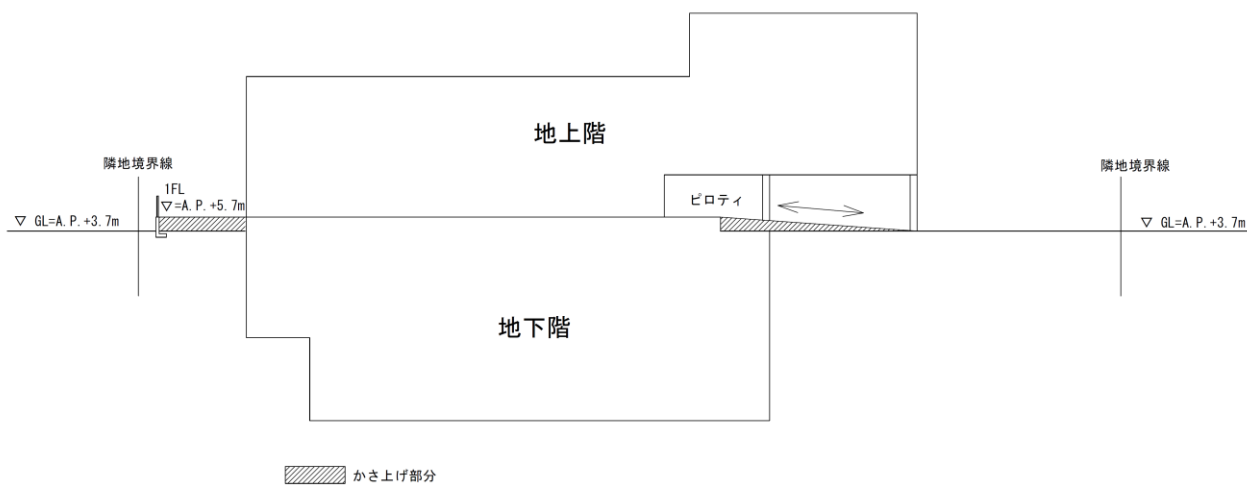 地上階
隣地境界線
隣地境界線
1FL
▽=A.P.+5.7m
ピロティ
▽ GL=A.P.+3.7m
▽ GL=A.P.+3.7m
地下階
かさ上げ部分